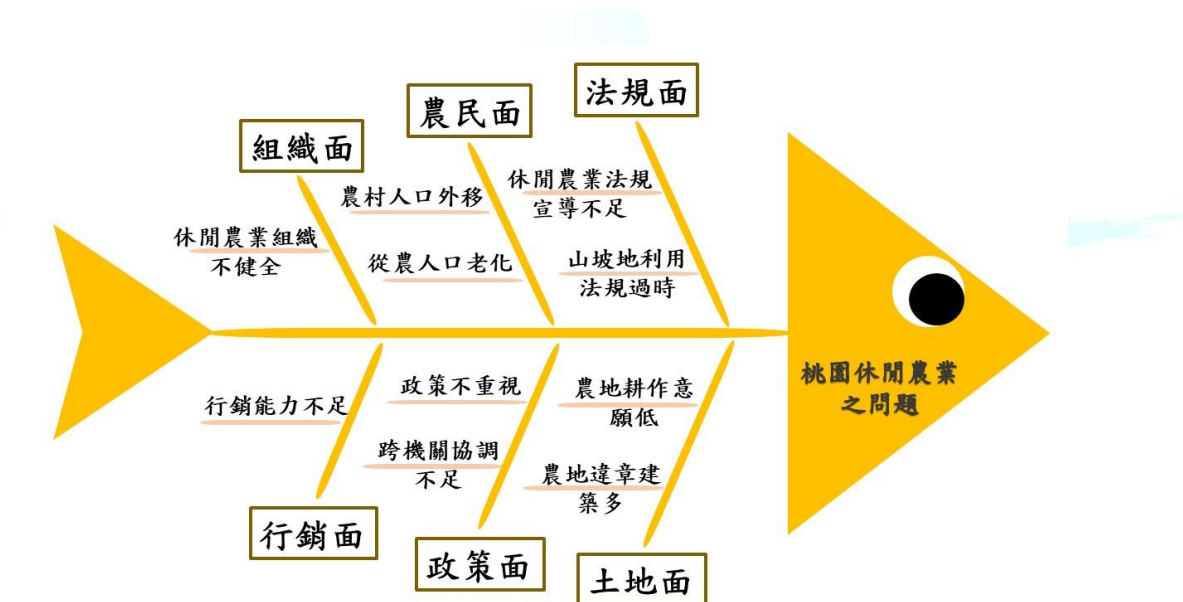 法規面
農民面
組織面
休閒農業法規
宣導不足
農村人口外移
休閒農業組織
不健全
從農人口老化
山坡地利用
法規過時
桃園休閒農業
之問題
政策不重視
農地耕作意
願低
行銷能力不足
跨機關協調
不足
農地違章建
築多
行銷面
政策面
土地面